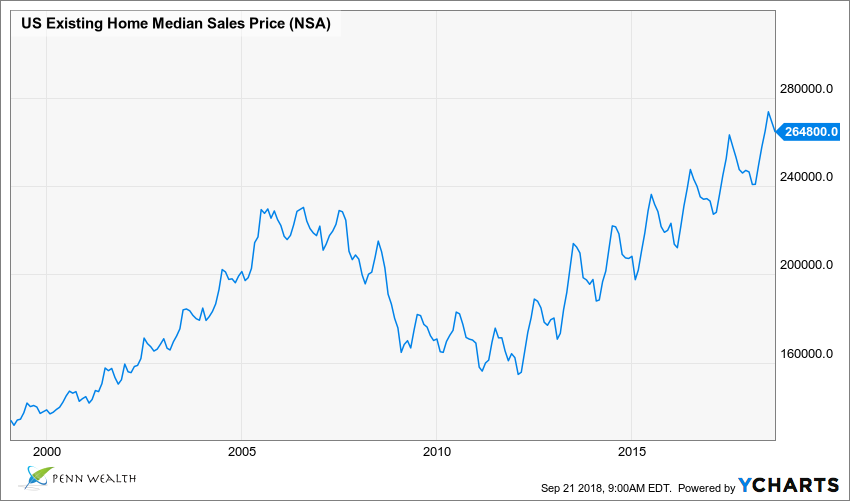 US Existing Home Median Sales Price (NSA)
280000.0
264800.0
240000.0
200000.0
160000.0
2000 2005 2010 2015
PENN WEALTH
Sep 21 2018, 9:00AM EDT. Powered by YCHARTS